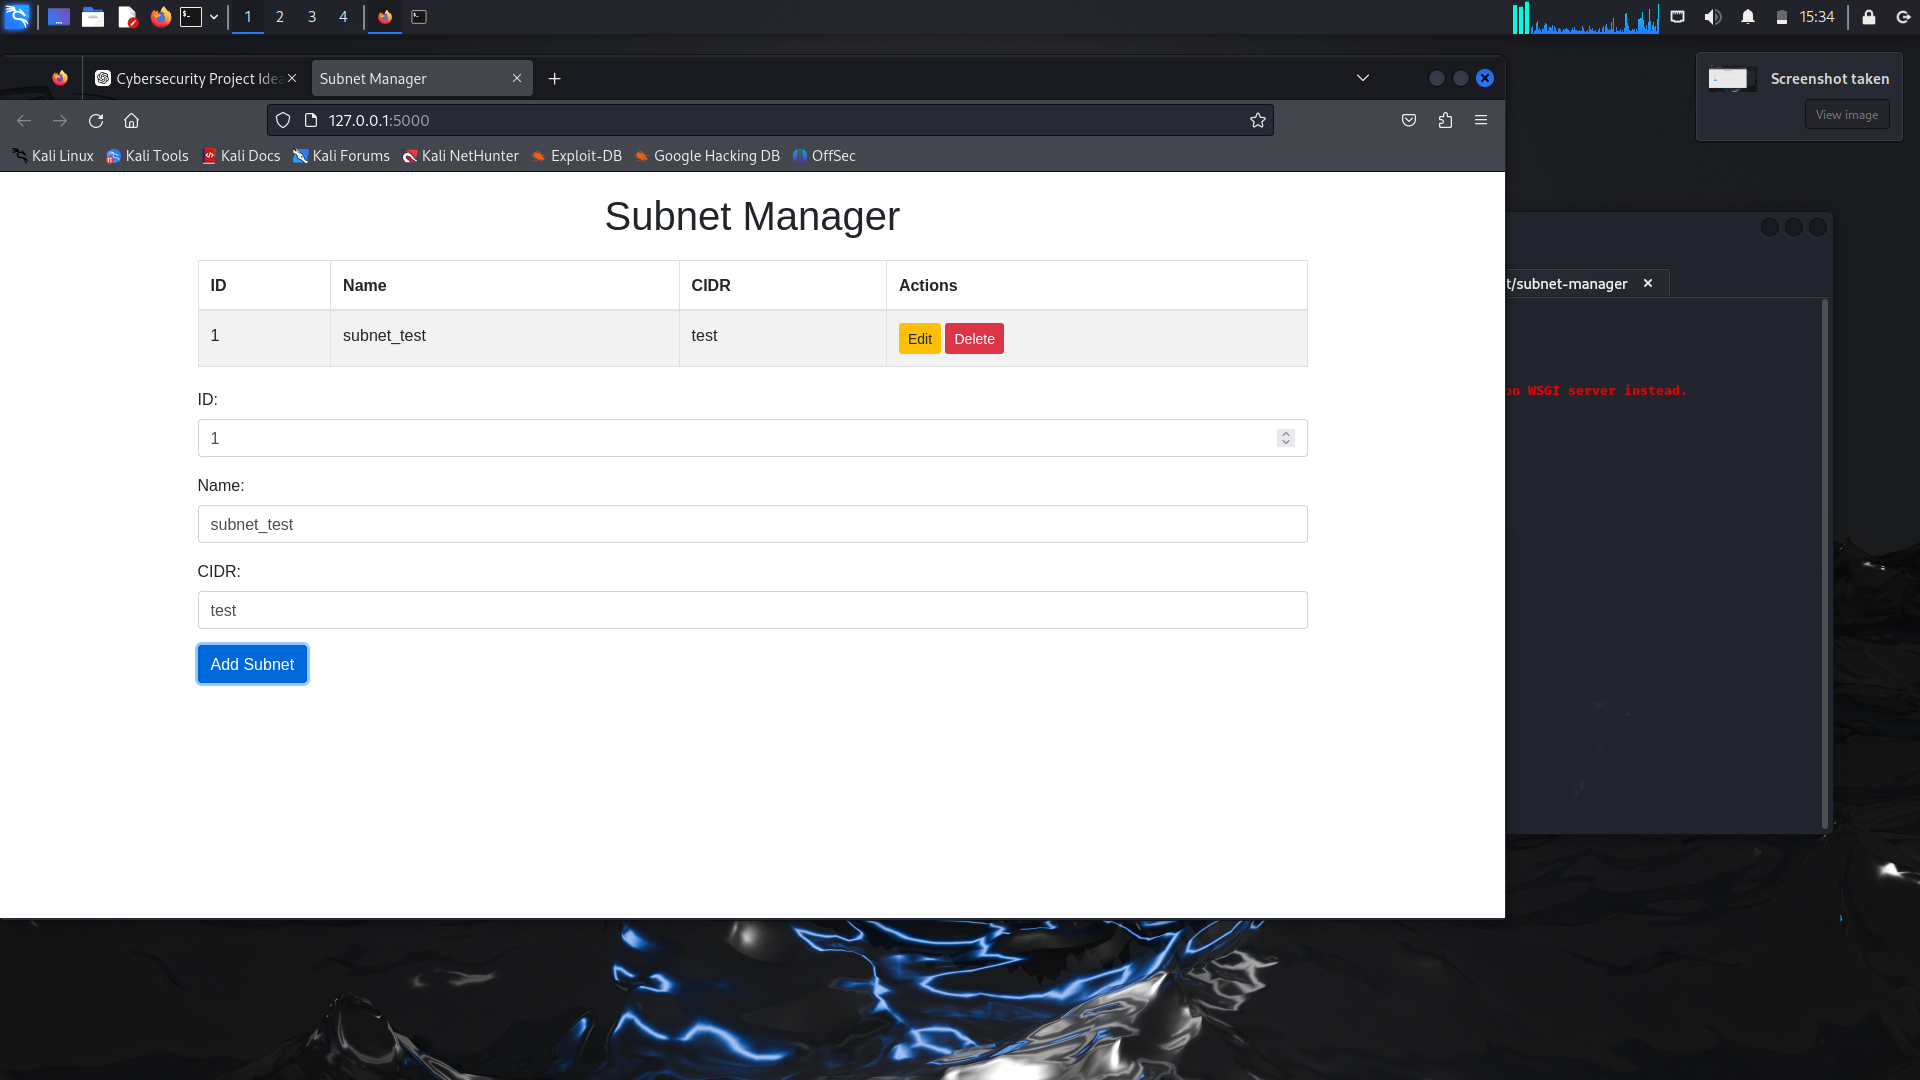 1 2 3 4
15:34
Cybersecurity Project Idea
Subnet Manager
Screenshot taken
View image
127.0.0.1:5000
Kali Linux Kali Tools Kali Docs Kali Forums Kali NetHunter Exploit-DB Google Hacking DB OffSec
Subnet Manager
ID Name CIDR Actions
1 subnet_test test Edit Delete
ID:
1
Name:
subnet_test
CIDR:
test
Add Subnet
t/subnet-manager
on WSGI server instead.